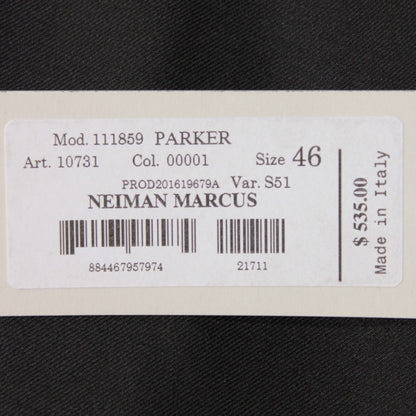 Mod. 111859 PARKER
Art. 10731 Col. 00001 Size 46
PROD201619679A Var. S51
NEIMAN MARCUS
884467957974 21711
$ 535.00
Made in Italy